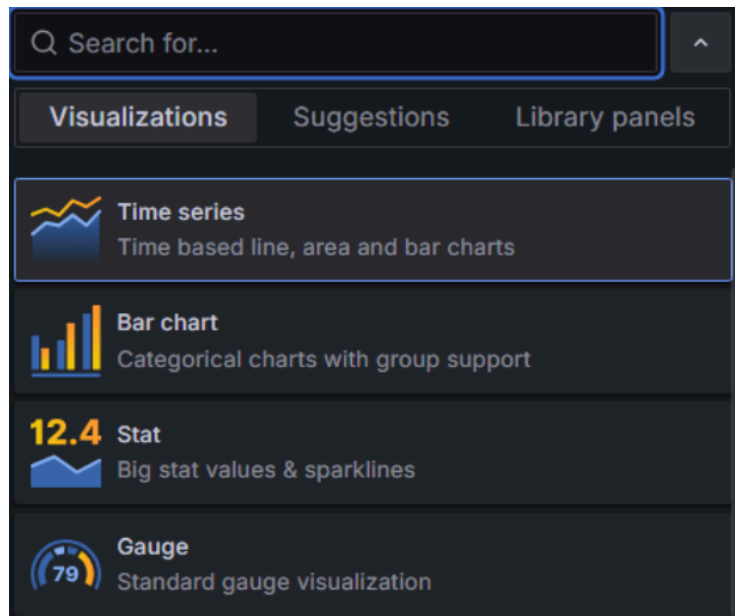 Search for...
Visualizations Suggestions Library panels
Time series
Time based line, area and bar charts
Bar chart
Categorical charts with group support
12.4 Stat
Big stat values & sparklines
Gauge
79
Standard gauge visualization